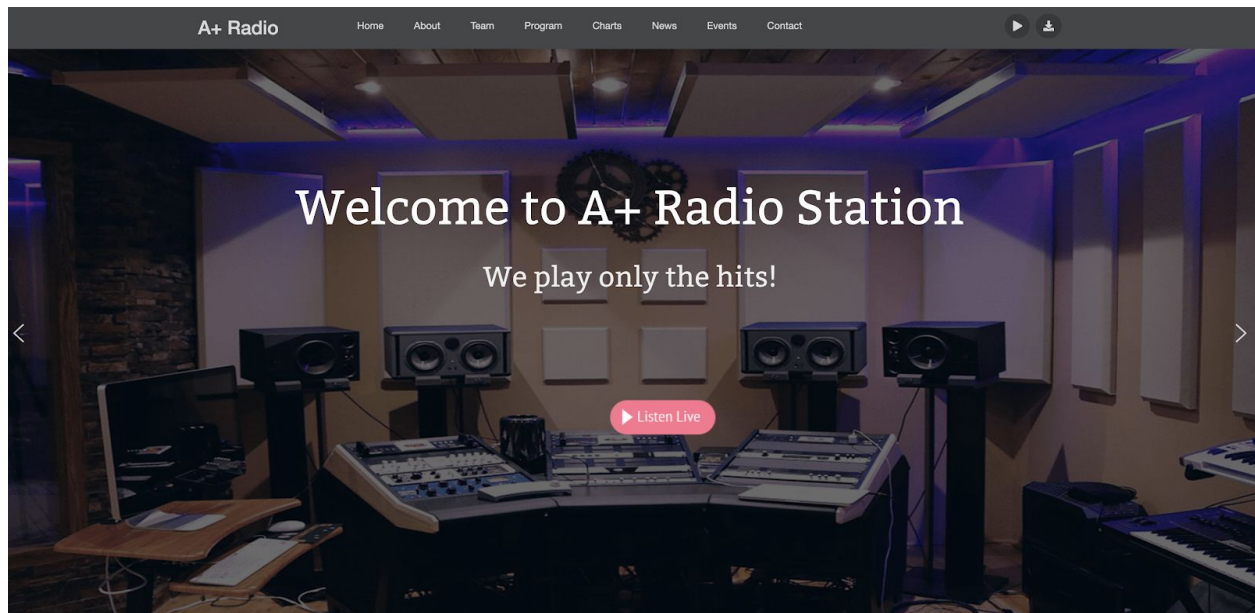 A+ Radio Home About Team Program Charts News Events Contact
Welcome to A+ Radio Station
We play only the hits!
Listen Live